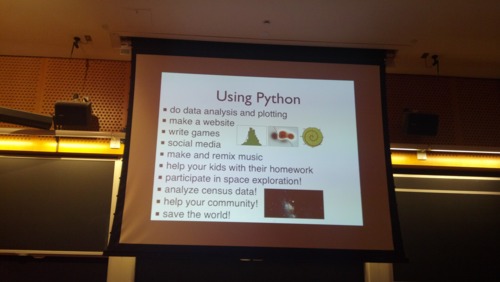 Using Python
do data analysis and plotting
make a website
write games
social media
make and remix music
help your kids with their homework
participate in space exploration!
analyze census data!
help your community!
save the world!